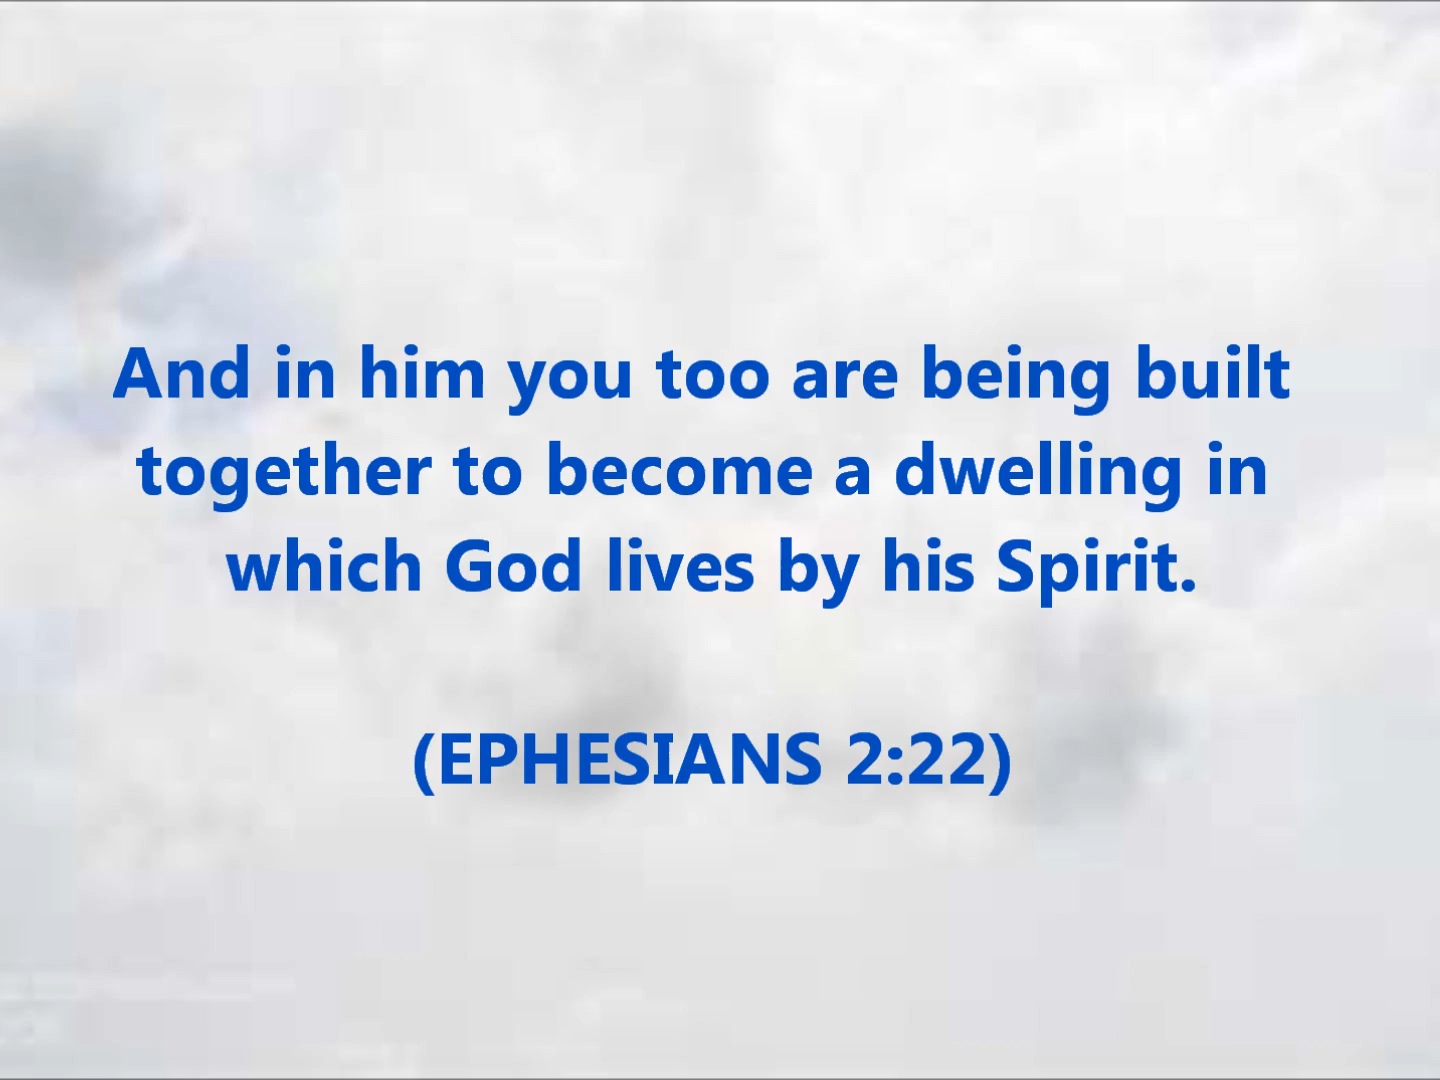 And in him you too are being built
together to become a dwelling in
which God lives by his Spirit.
(EPHESIANS 2:22)